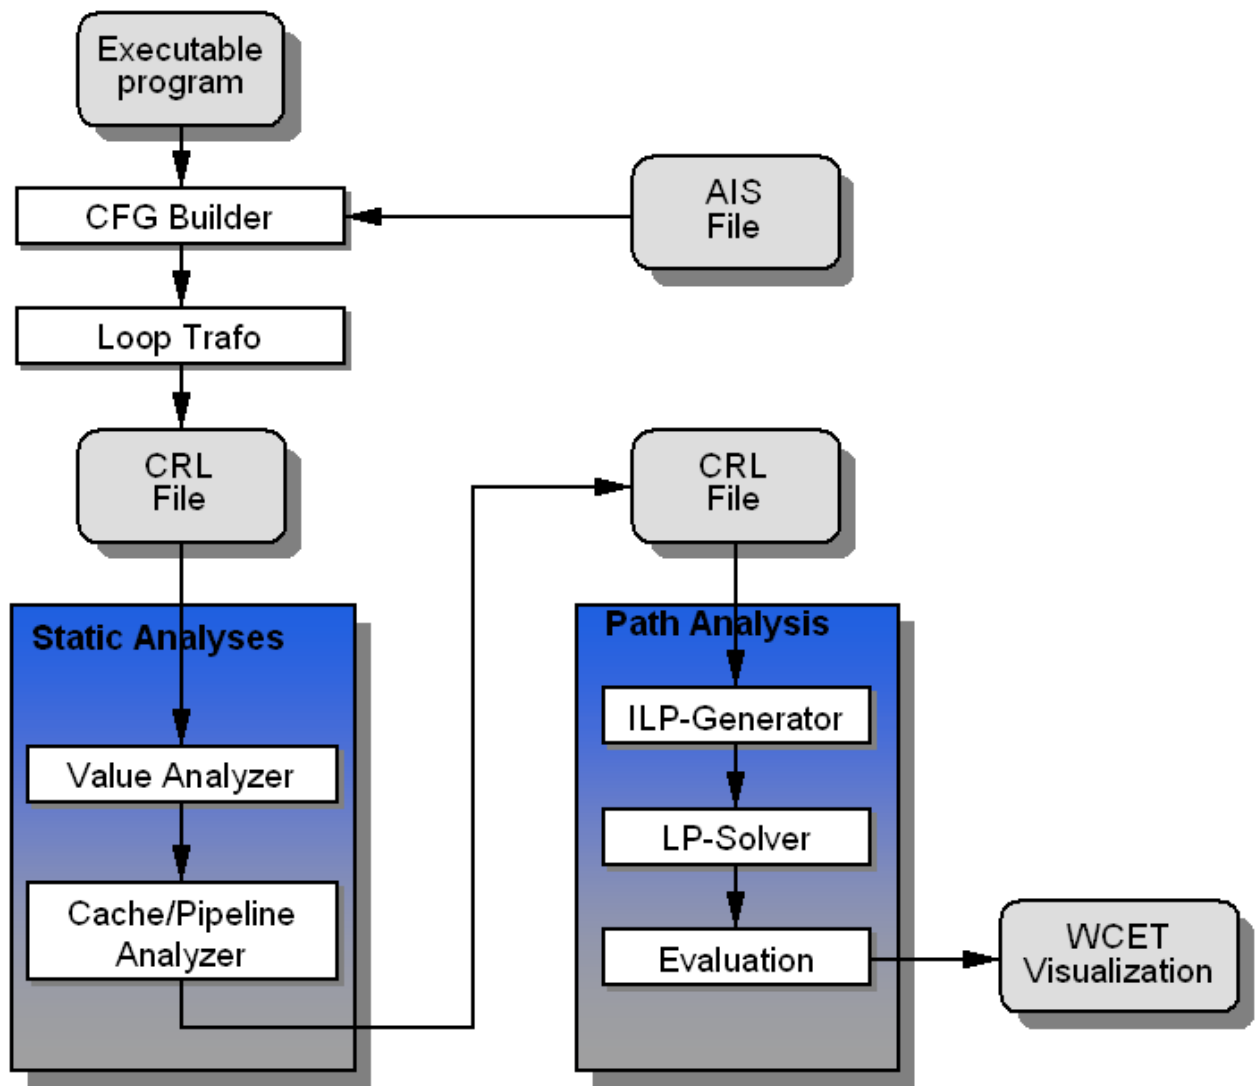 Executable
program
CFG Builder
AIS
File
Loop Trafo
CRL
File
CRL
File
Static Analyses
Value Analyzer
Cache/Pipeline
Analyzer
Path Analysis
ILP-Generator
LP-Solver
Evaluation
WCET
Visualization